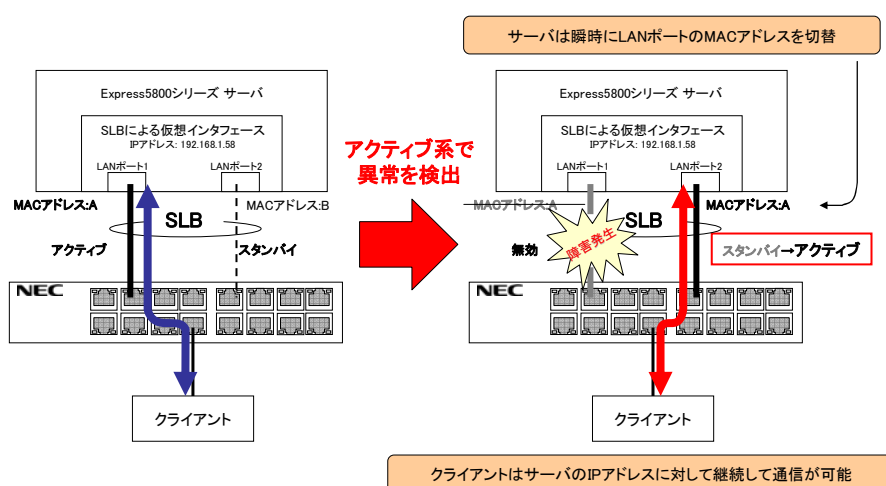 サーバは瞬時にLANポートのMACアドレスを切替
Express5800シリーズ サーバ
SLBによる仮想インタフェース
IPアドレス: 192.168.1.58
LANポート1
LANポート2
MACアドレス:A
MACアドレス:B
SLB
アクティブ
スタンバイ
NEC
クライアント
アクティブ系で
異常を検出
Express5800シリーズ サーバ
SLBによる仮想インタフェース
IPアドレス: 192.168.1.58
LANポート1
LANポート2
MACアドレス:A
MACアドレス:A
SLB
無効
障害発生
スタンバイ→アクティブ
NEC
クライアント
クライアントはサーバのIPアドレスに対して継続して通信が可能